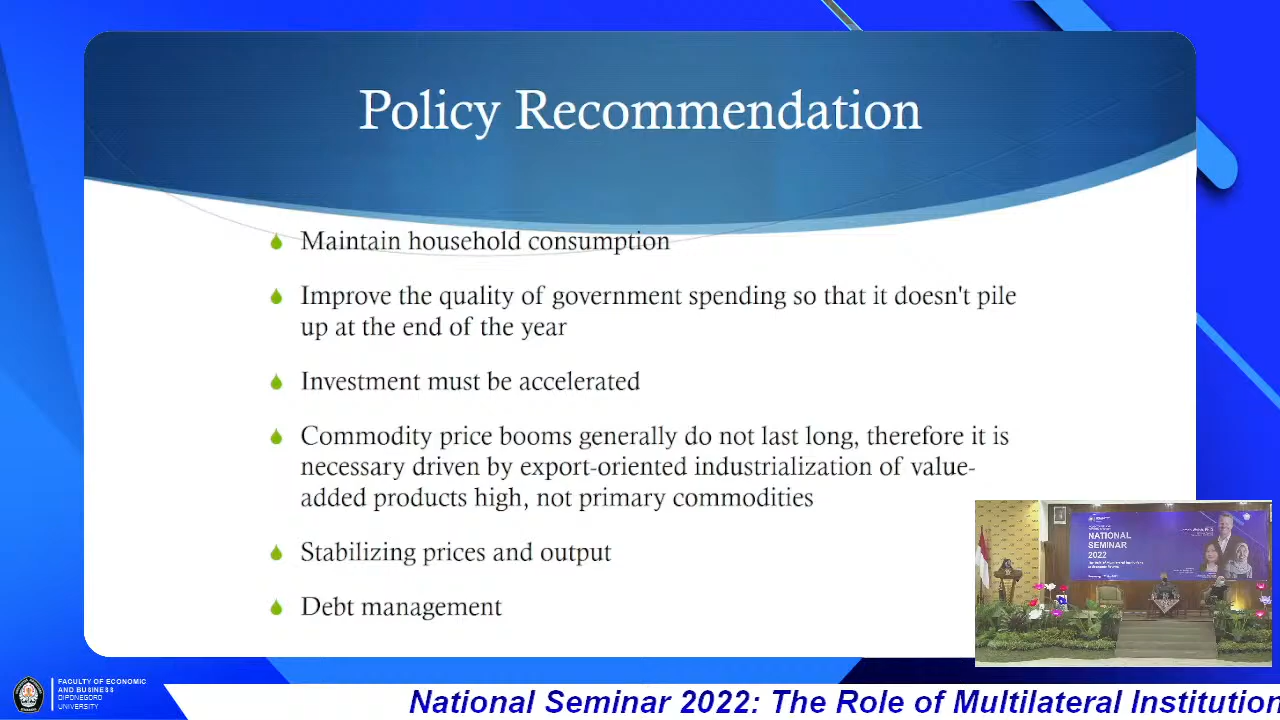 Policy Recommendation
Maintain household consumption
Improve the quality of government spending so that it doesn't pile
up at the end of the year
Investment must be accelerated
Commodity price booms generally do not last long, therefore it is
necessary driven by export-oriented industrialization of value-
added products high, not primary commodities
Stabilizing prices and output
Debt management
NATIONAL
SEMINAR
2022
FACULTY OF ECONOMIC
AND BUSINESS
DIPONEGORO
UNIVERSITY
National Seminar 2022: The Role of Multilateral Institution